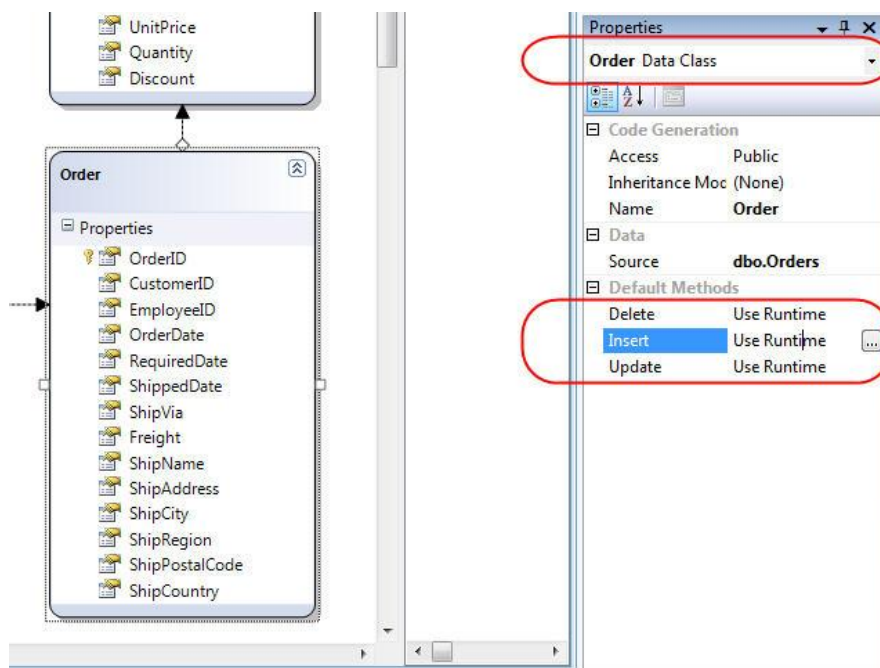 UnitPrice
Quantity
Discount
Order
Properties
OrderID
CustomerID
EmployeeID
OrderDate
RequiredDate
ShippedDate
ShipVia
Freight
ShipName
ShipAddress
ShipCity
ShipRegion
ShipPostalCode
ShipCountry
Properties
Order Data Class
A
Z
Code Generation
Access Public
Inheritance Moc (None)
Name Order
Data
Source dbo.Orders
Default Methods
Delete Use Runtime
Insert Use Runtime ...
Update Use Runtime